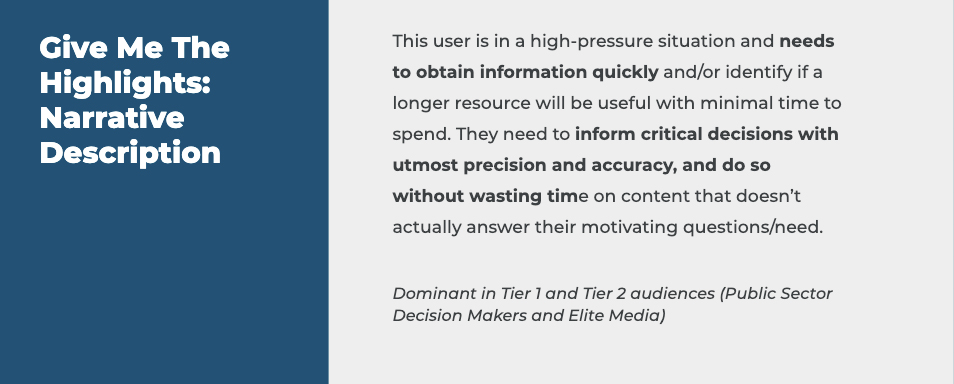 Give Me The
Highlights:
Narrative
Description
This user is in a high-pressure situation and needs
to obtain information quickly and/or identify if a
longer resource will be useful with minimal time to
spend. They need to inform critical decisions with
utmost precision and accuracy, and do so
without wasting time on content that doesn’t
actually answer their motivating questions/need.
Dominant in Tier 1 and Tier 2 audiences (Public Sector
Decision Makers and Elite Media)